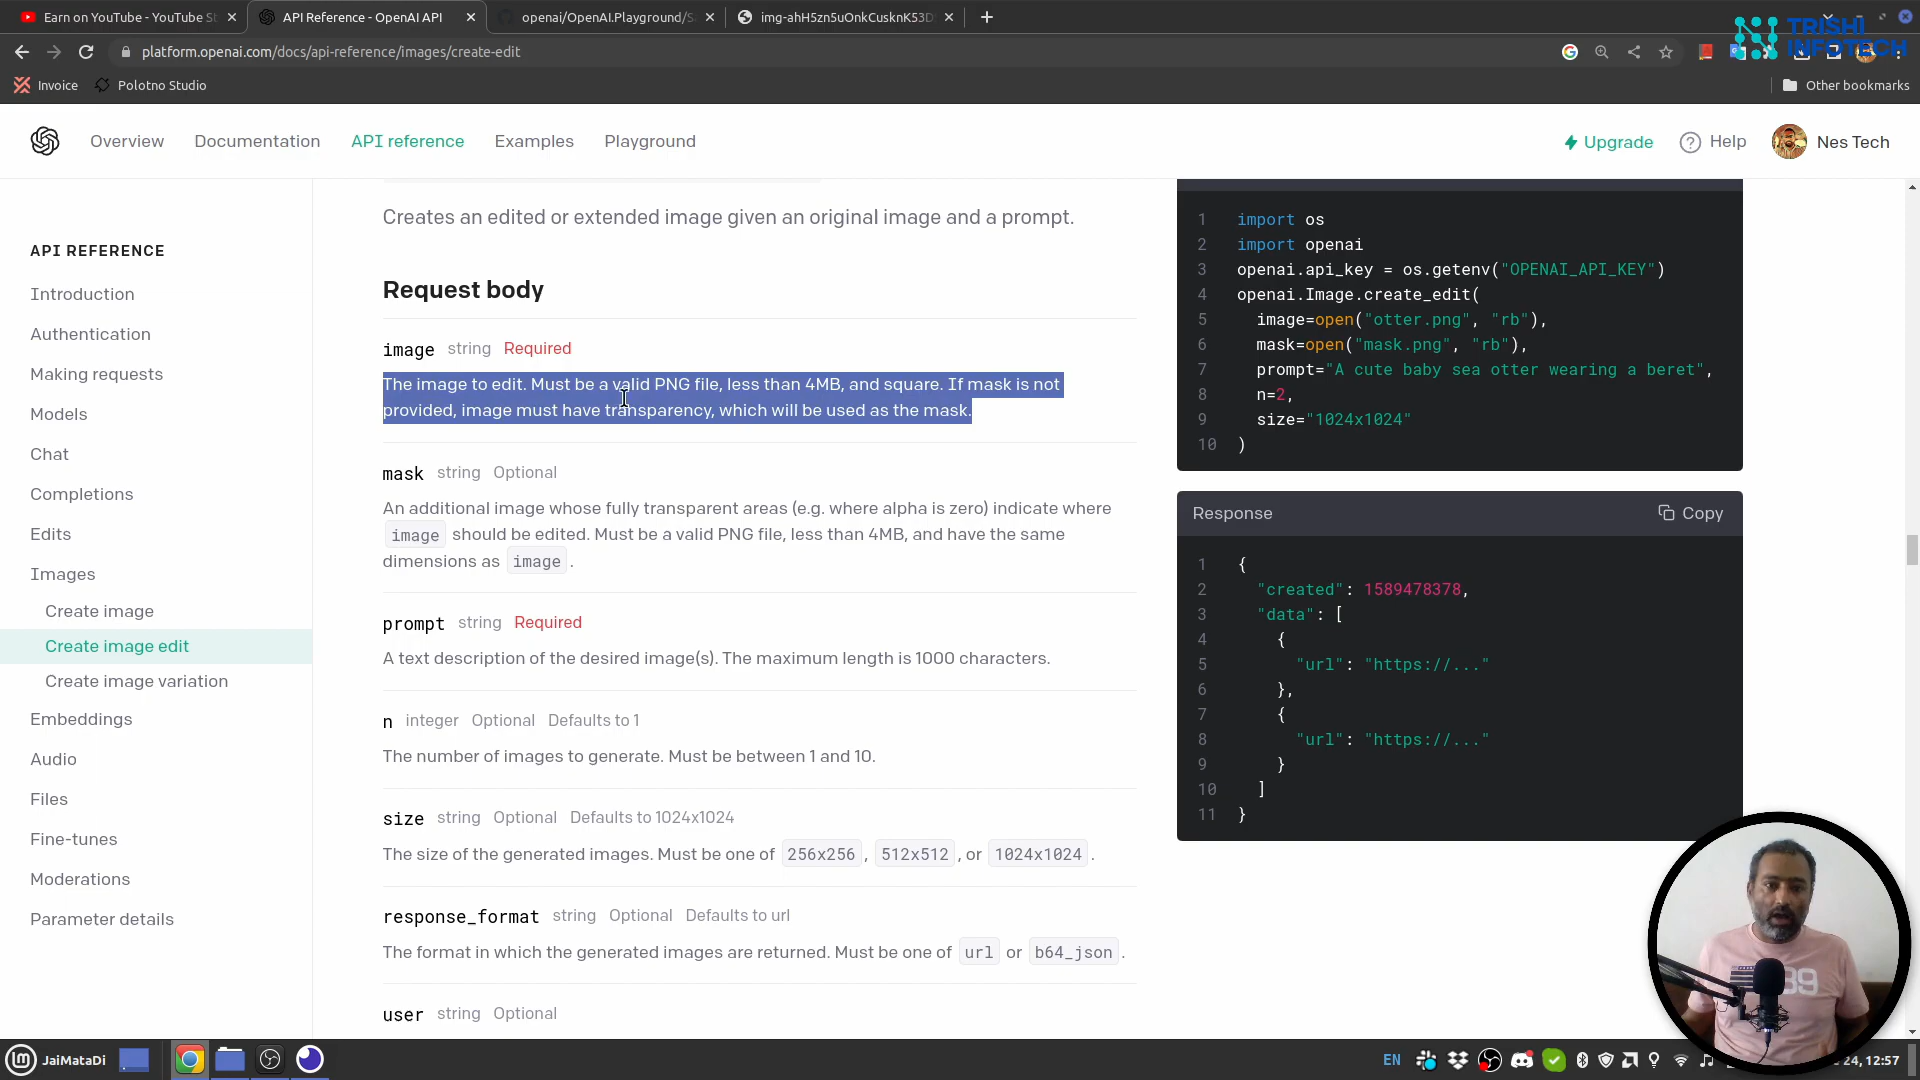 Earn on YouTube - YouTube St
API Reference - OpenAI API
openai/OpenAI.Playground/S
img-ahH5zn5uOnkCusknK53D
platform.openai.com/docs/api-reference/images/create-edit
TRISHI
INFOTECH
Invoice
Polotno Studio
Other bookmarks
Overview
Documentation
API reference
Examples
Playground
Upgrade
Help
Nes Tech
API REFERENCE
Introduction
Authentication
Making requests
Models
Chat
Completions
Edits
Images
Create image
Create image edit
Create image variation
Embeddings
Audio
Files
Fine-tunes
Moderations
Parameter details
Creates an edited or extended image given an original image and a prompt.
Request body
image string Required
The image to edit. Must be a valid PNG file, less than 4MB, and square. If mask is not
provided, image must have transparency, which will be used as the mask.
mask string Optional
An additional image whose fully transparent areas (e.g. where alpha is zero) indicate where
image should be edited. Must be a valid PNG file, less than 4MB, and have the same
dimensions as image .
prompt string Required
A text description of the desired image(s). The maximum length is 1000 characters.
n integer Optional Defaults to 1
The number of images to generate. Must be between 1 and 10.
size string Optional Defaults to 1024x1024
The size of the generated images. Must be one of 256x256 , 512x512 , or 1024x1024 .
response_format string Optional Defaults to url
The format in which the generated images are returned. Must be one of url or b64_json .
user string Optional
1 import os
2 import openai
3 openai.api_key = os.getenv("OPENAI_API_KEY")
4 openai.Image.create_edit(
5 image=open("otter.png", "rb"),
6 mask=open("mask.png", "rb"),
7 prompt="A cute baby sea otter wearing a beret",
8 n=2,
9 size="1024x1024"
10 )
Response
Copy
1 {
2 "created": 1589478378,
3 "data": [
4 {
5 "url": "https://..."
6 },
7 {
8 "url": "https://..."
9 }
10 ]
11 }
89
JaiMataDi
EN
24, 12:57